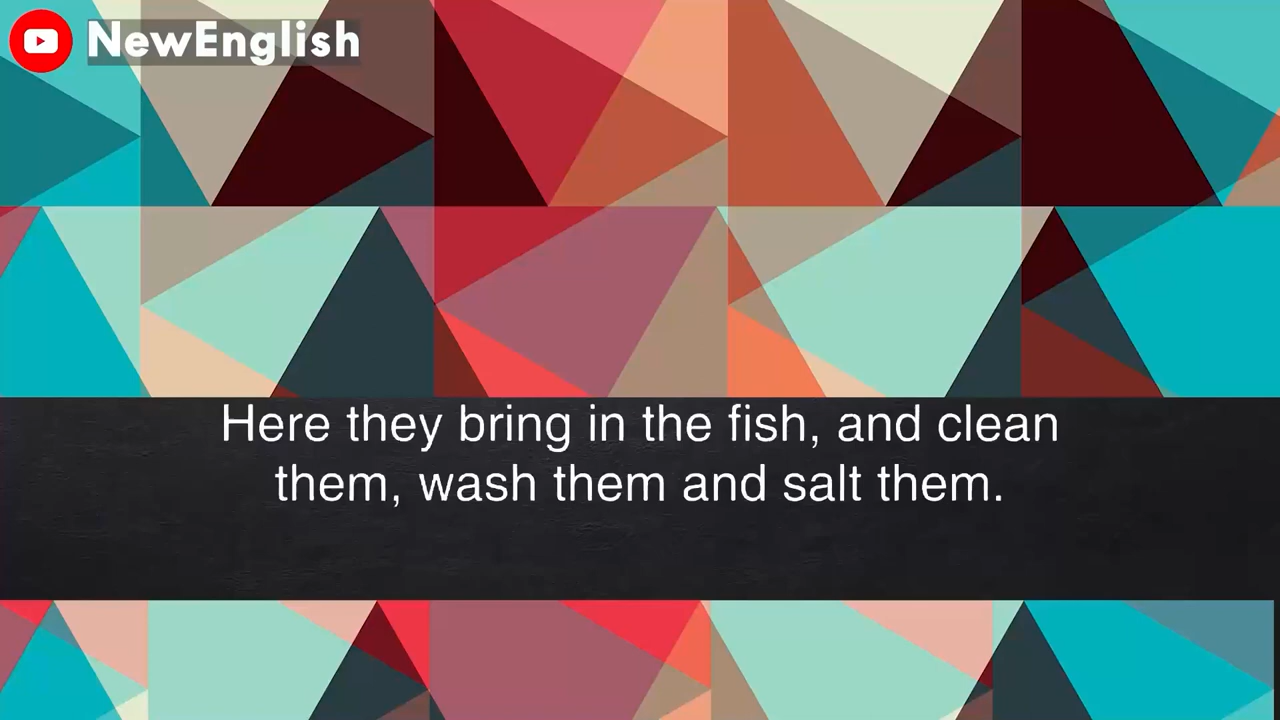 NewEnglish
Here they bring in the fish, and clean
them, wash them and salt them.